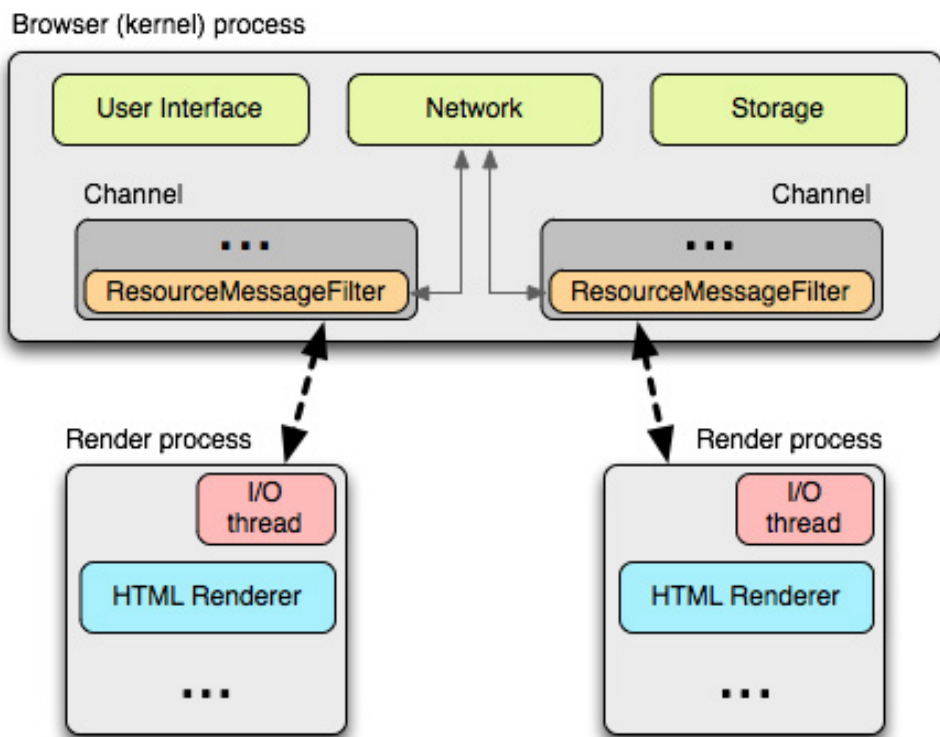 Browser (kernel) process
User Interface
Network
Storage
Channel
Channel
...
...
ResourceMessageFilter
ResourceMessageFilter
Render process
Render process
I/O
thread
I/O
thread
HTML Renderer
HTML Renderer
...
...